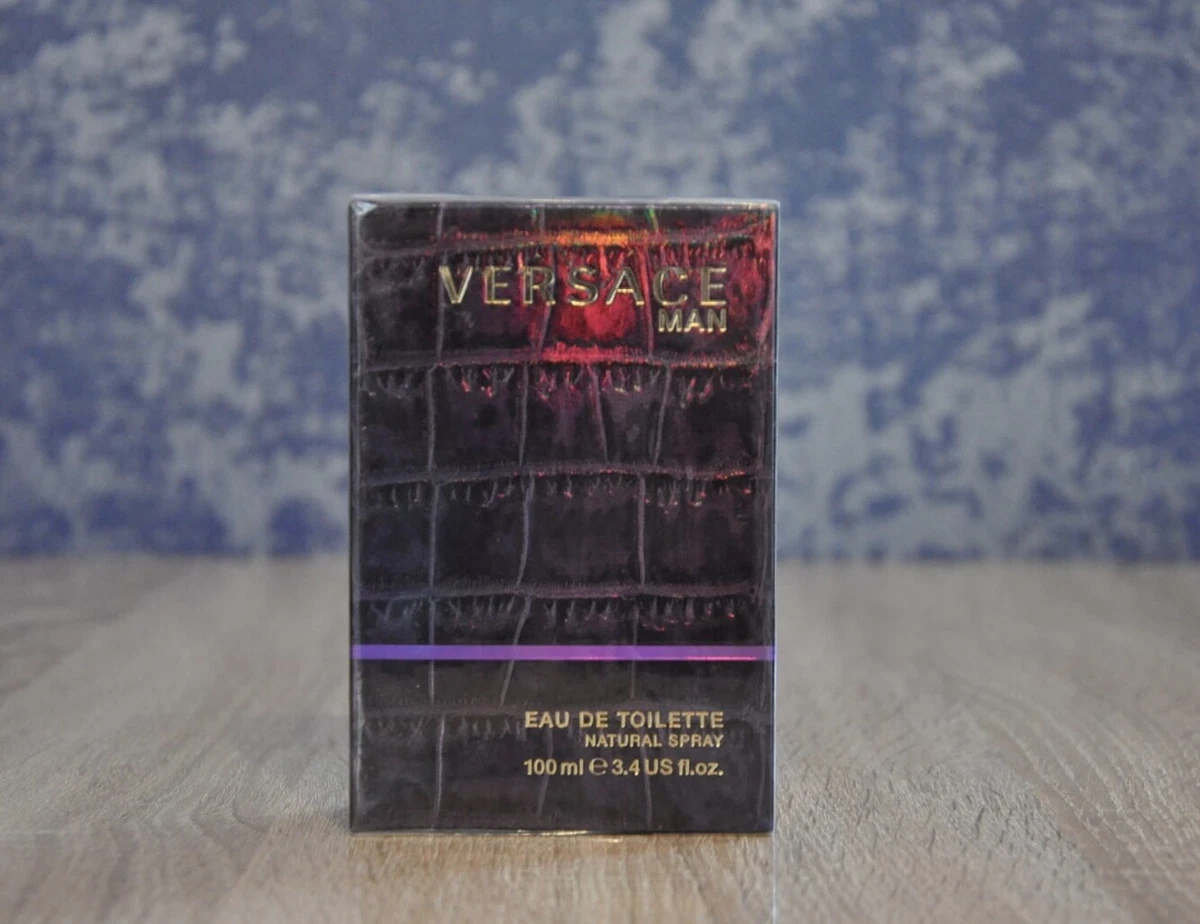 VERSACE
MAN
EAU DE TOILETTE
NATURAL SPRAY
100 ml ℮ 3.4 US fl.oz.